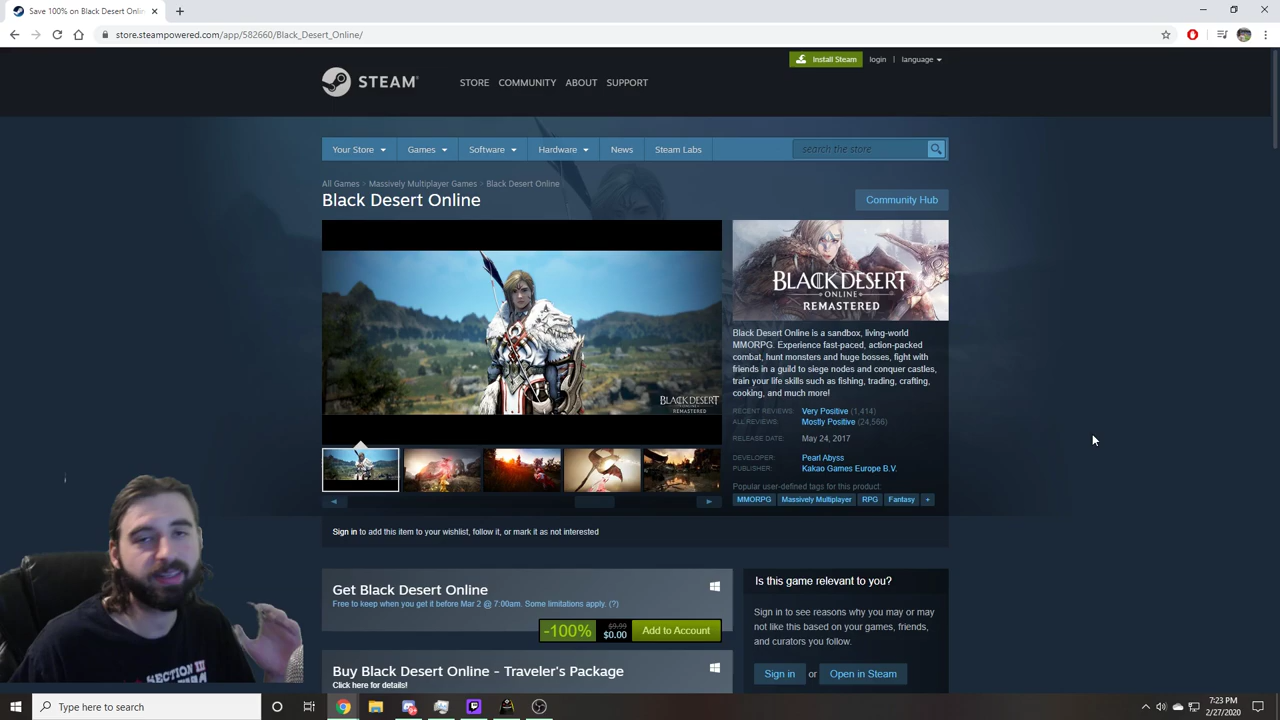 Save 100% on Black Desert Onlin
store.steampowered.com/app/582660/Black_Desert_Online/
Install Steam
login
language
STEAM
STORE
COMMUNITY
ABOUT
SUPPORT
Your Store
Games
Software
Hardware
News
Steam Labs
search the store
All Games > Massively Multiplayer Games > Black Desert Online
Black Desert Online
Community Hub
BLACK DESERT
ONLINE
REMASTERED
BLACK DESERT
REMASTERED
Black Desert Online is a sandbox, living-world
MMORPG. Experience fast-paced, action-packed
combat, hunt monsters and huge bosses, fight with
friends in a guild to siege nodes and conquer castles,
train your life skills such as fishing, trading, crafting,
cooking, and much more!
RECENT REVIEWS: Very Positive (1,414)
ALL REVIEWS: Mostly Positive (24,566)
RELEASE DATE: May 24, 2017
DEVELOPER: Pearl Abyss
PUBLISHER: Kakao Games Europe B.V.
Popular user-defined tags for this product:
MMORPG Massively Multiplayer RPG Fantasy +
Sign in to add this item to your wishlist, follow it, or mark it as not interested
Get Black Desert Online
Free to keep when you get it before Mar 2 @ 7:00am. Some limitations apply. (?)
-100% $9.99 $0.00 Add to Account
Buy Black Desert Online - Traveler's Package
Click here for details!
Is this game relevant to you?
Sign in to see reasons why you may or may
not like this based on your games, friends,
and curators you follow.
Sign in or Open in Steam
SECTION III
Type here to search
7:23 PM
2/27/2020